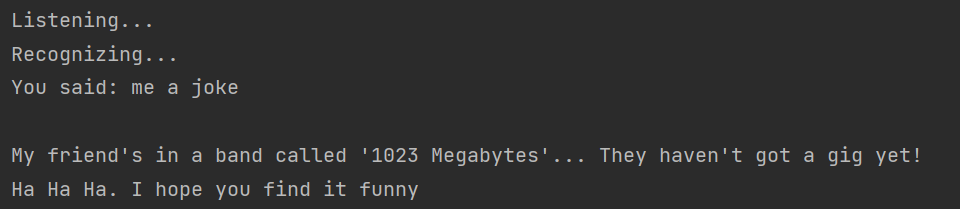 Listening...
Recognizing...
You said: me a joke
My friend's in a band called '1023 Megabytes'... They haven't got a gig yet!
Ha Ha Ha. I hope you find it funny